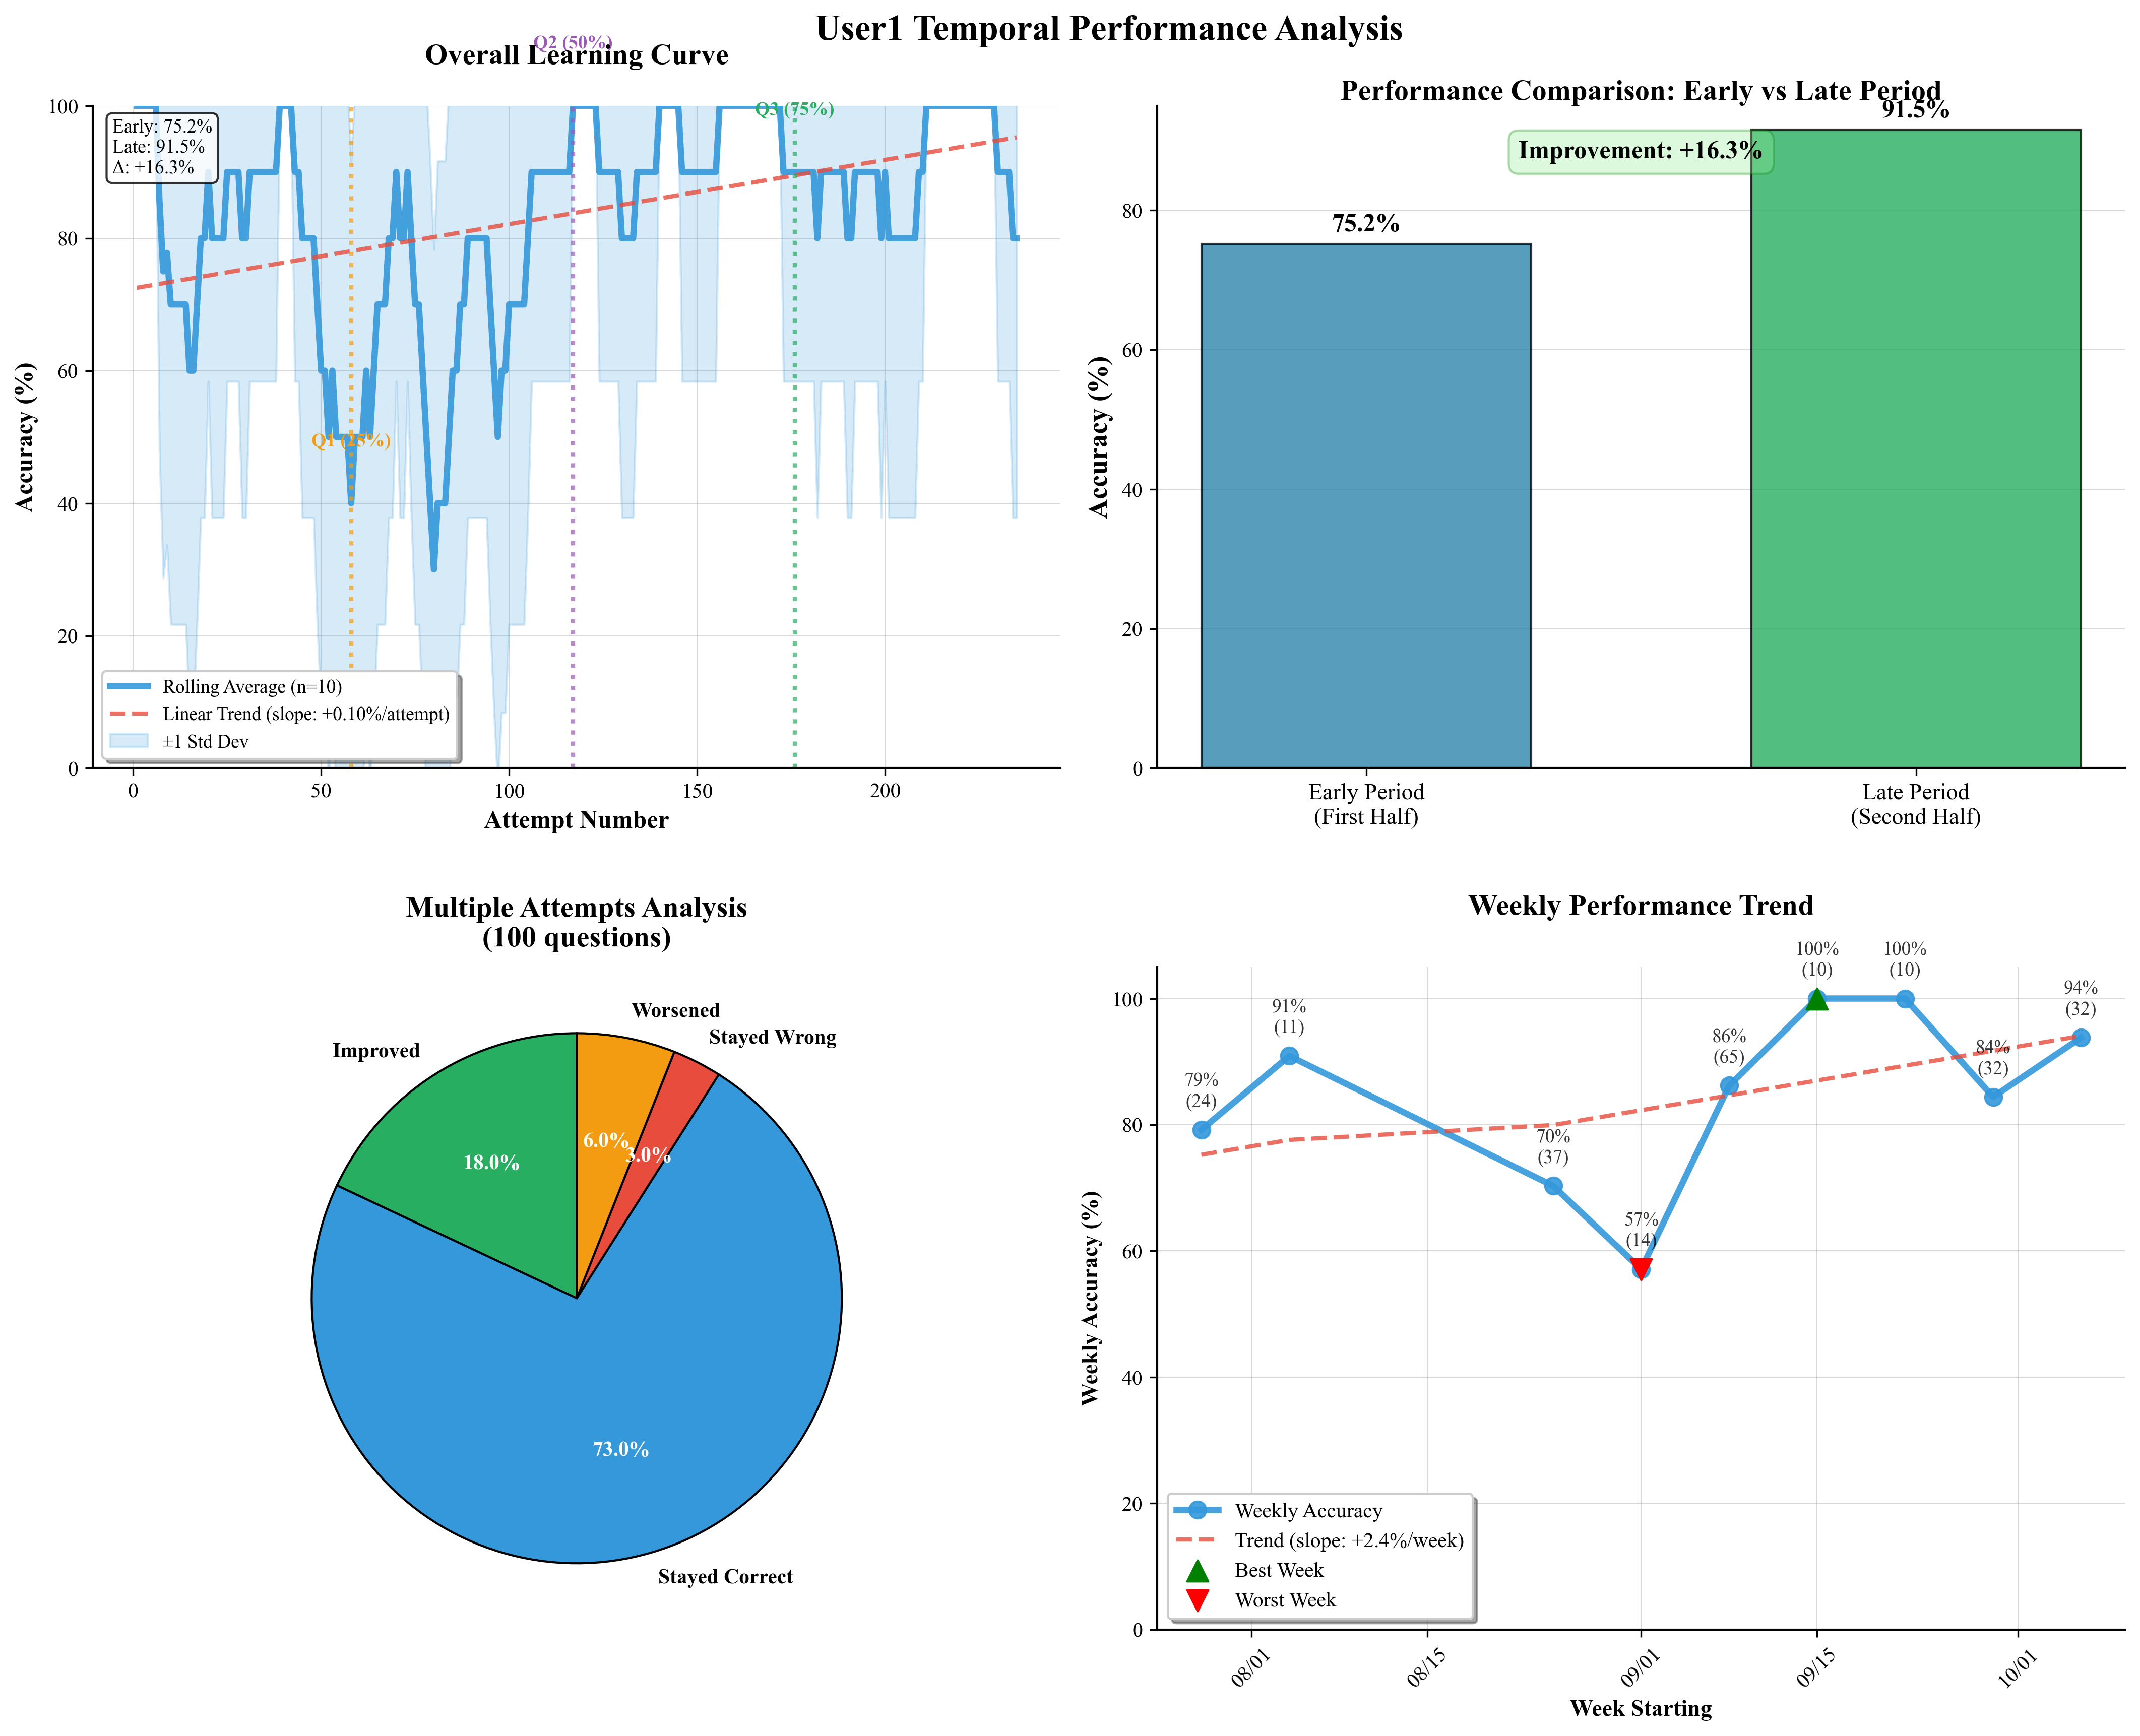 User1 Temporal Performance Analysis
Overall Learning Curve
Q2 (50%)
Q3 (75%)
Q1 (25%)
Early: 75.2%
Late: 91.5%
Δ: +16.3%
100
80
60
40
20
0
Accuracy (%)
Rolling Average (n=10)
Linear Trend (slope: +0.10%/attempt)
±1 Std Dev
0
50
100
150
200
Attempt Number
Performance Comparison: Early vs Late Period
91.5%
Improvement: +16.3%
75.2%
80
60
40
20
0
Accuracy (%)
Early Period
(First Half)
Late Period
(Second Half)
Multiple Attempts Analysis
(100 questions)
Worsened
Stayed Wrong
Improved
6.0%
3.0%
18.0%
73.0%
Stayed Correct
Weekly Performance Trend
100
80
60
40
20
0
Weekly Accuracy (%)
79%
(24)
91%
(11)
70%
(37)
57%
(14)
86%
(65)
100%
(10)
100%
(10)
84%
(32)
94%
(32)
Weekly Accuracy
Trend (slope: +2.4%/week)
Best Week
Worst Week
08/01
08/15
09/01
09/15
10/01
Week Starting